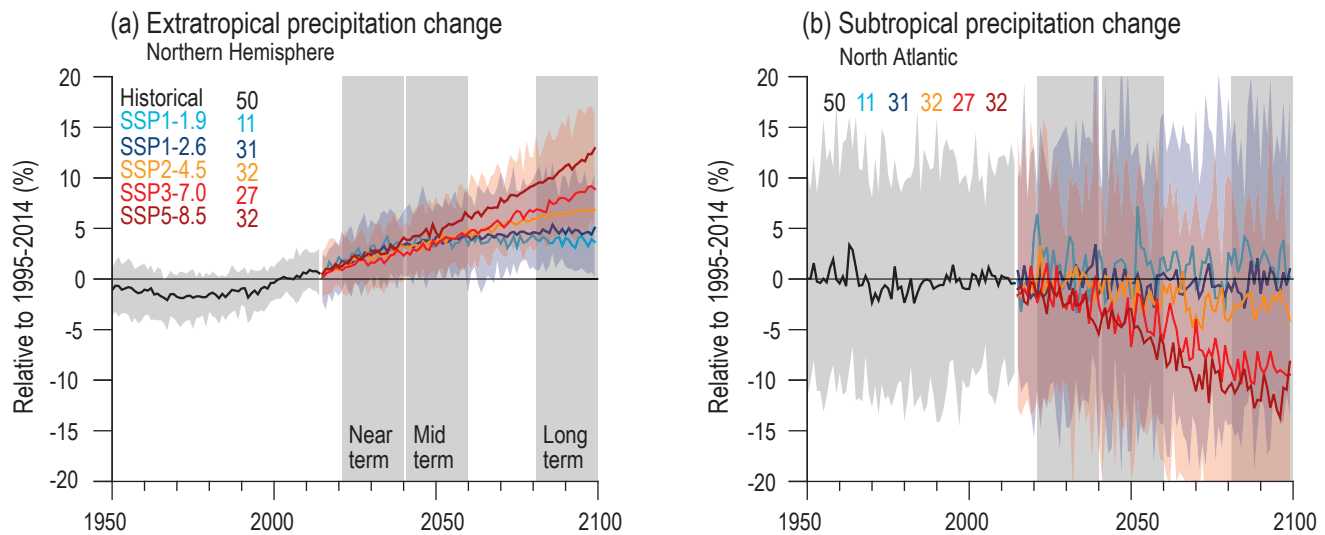 (a) Extratropical precipitation change
Northern Hemisphere
Relative to 1995-2014 (%)
20
15
10
5
0
-5
-10
-15
-20
Historical 50
SSP1-1.9 11
SSP1-2.6 31
SSP2-4.5 32
SSP3-7.0 27
SSP5-8.5 32
Near term
Mid term
Long term
1950 2000 2050 2100
(b) Subtropical precipitation change
North Atlantic
Relative to 1995-2014 (%)
20
15
10
5
0
-5
-10
-15
-20
50 11 31 32 27 32
1950 2000 2050 2100